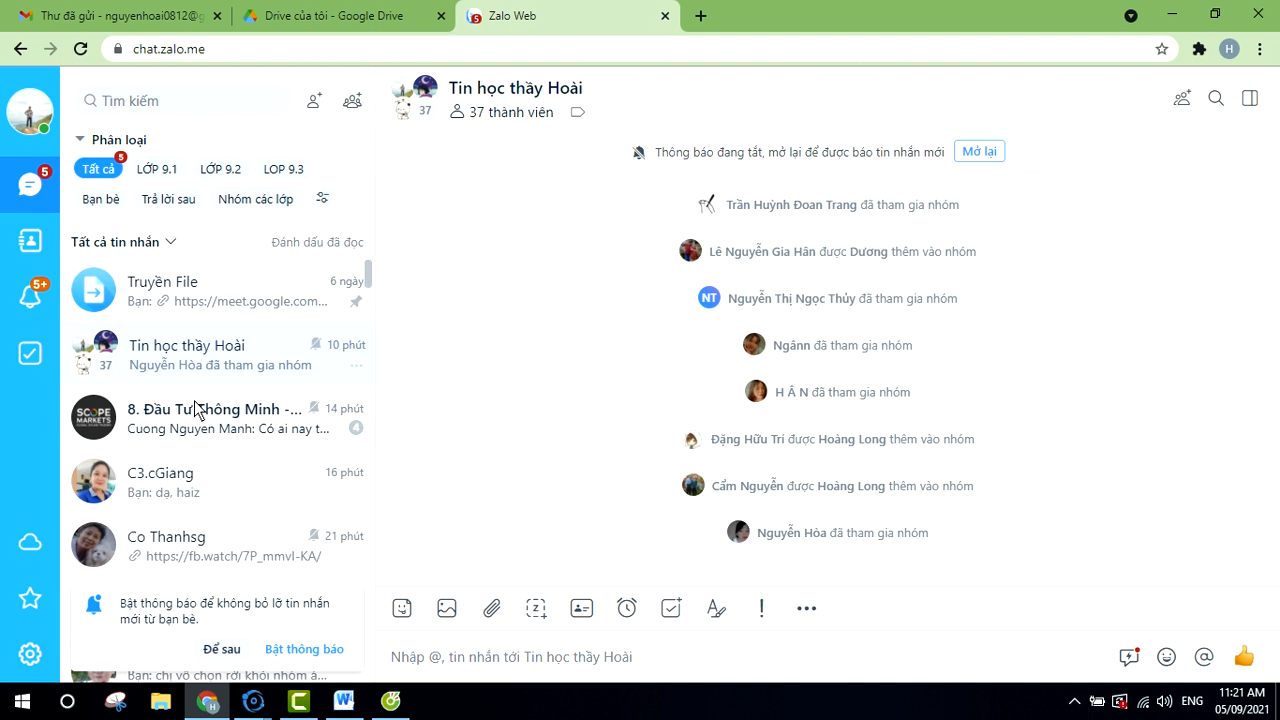 Thư đã gửi - nguyenhoai0812@g
Drive của tôi - Google Drive
5
Zalo Web
chat.zalo.me
H
Tìm kiếm
37
Tin học thầy Hoài
37 thành viên
Phân loại
Tất cả
5
LỚP 9.1
LỚP 9.2
LOP 9.3
Bạn bè
Trả lời sau
Nhóm các lớp
5
5+
Tất cả tin nhắn
Đánh dấu đã đọc
Truyền File
6 ngày
Bạn: https://meet.google.com...
37
Tin học thầy Hoài
10 phút
Nguyễn Hòa đã tham gia nhóm
SCOPE
MARKETS
8. Đầu Tư Thông Minh -...
14 phút
Cuong Nguyen Manh: Có ai nay t...
4
C3.cGiang
16 phút
Bạn: dạ, haiz
Co Thanhsg
21 phút
https://fb.watch/7P_mmvI-KA/
Bật thông báo để không bỏ lỡ tin nhắn
mới từ bạn bè.
Để sau
Bật thông báo
Thông báo đang tắt, mở lại để được báo tin nhắn mới
Mở lại
Trần Huỳnh Đoan Trang đã tham gia nhóm
Lê Nguyễn Gia Hân được Dương thêm vào nhóm
NT
Nguyễn Thị Ngọc Thủy đã tham gia nhóm
Ngânn đã tham gia nhóm
H Â N đã tham gia nhóm
Đặng Hữu Trí được Hoàng Long thêm vào nhóm
Cẩm Nguyễn được Hoàng Long thêm vào nhóm
Nguyễn Hòa đã tham gia nhóm
Nhập @, tin nhắn tới Tin học thầy Hoài
ENG
11:21 AM
05/09/2021